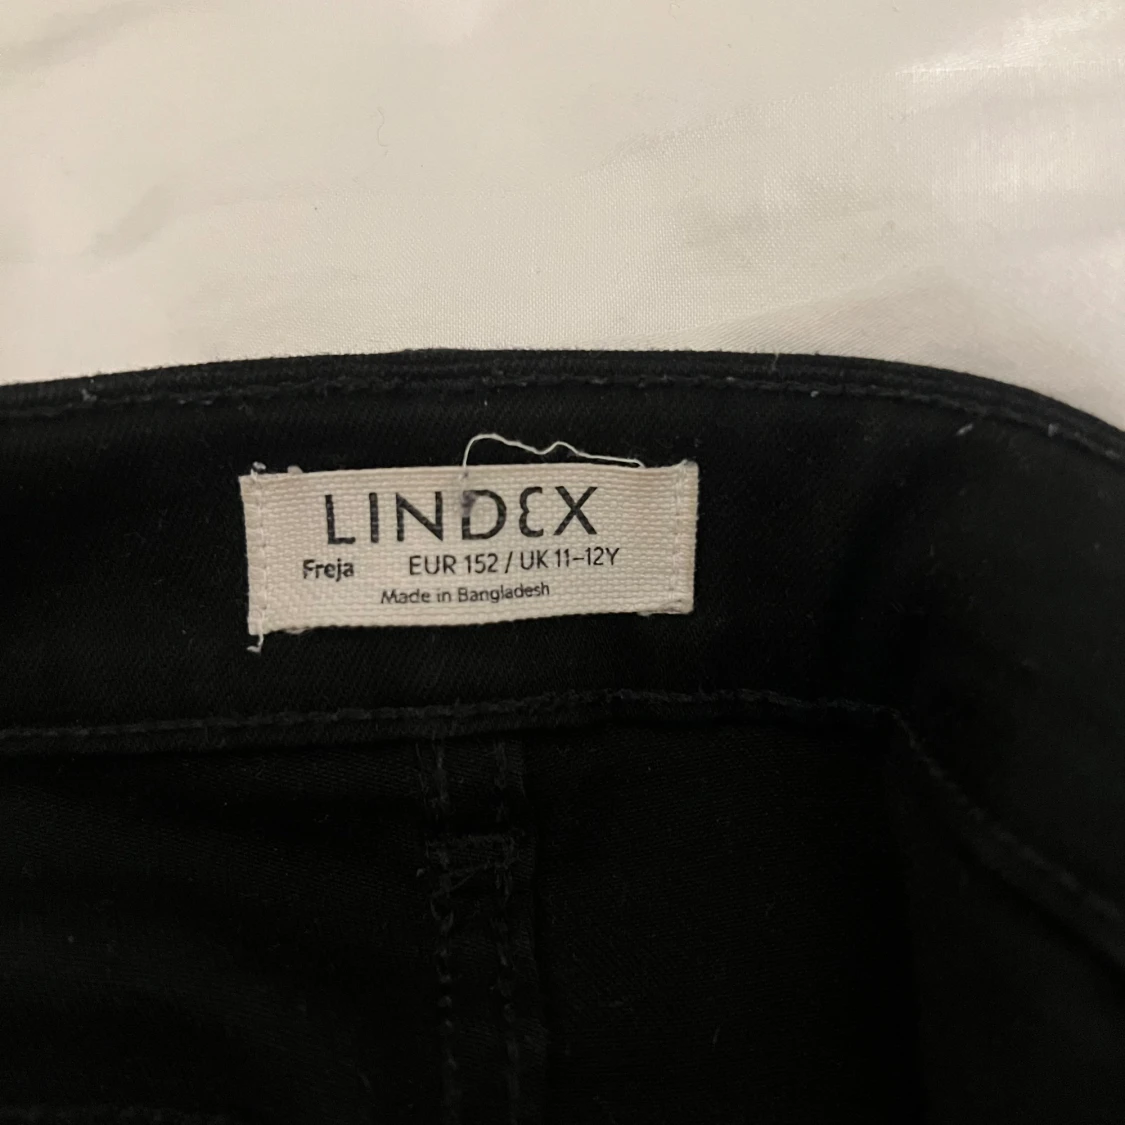 LINDEX
Freja EUR 152 / UK 11-12Y
Made in Bangladesh